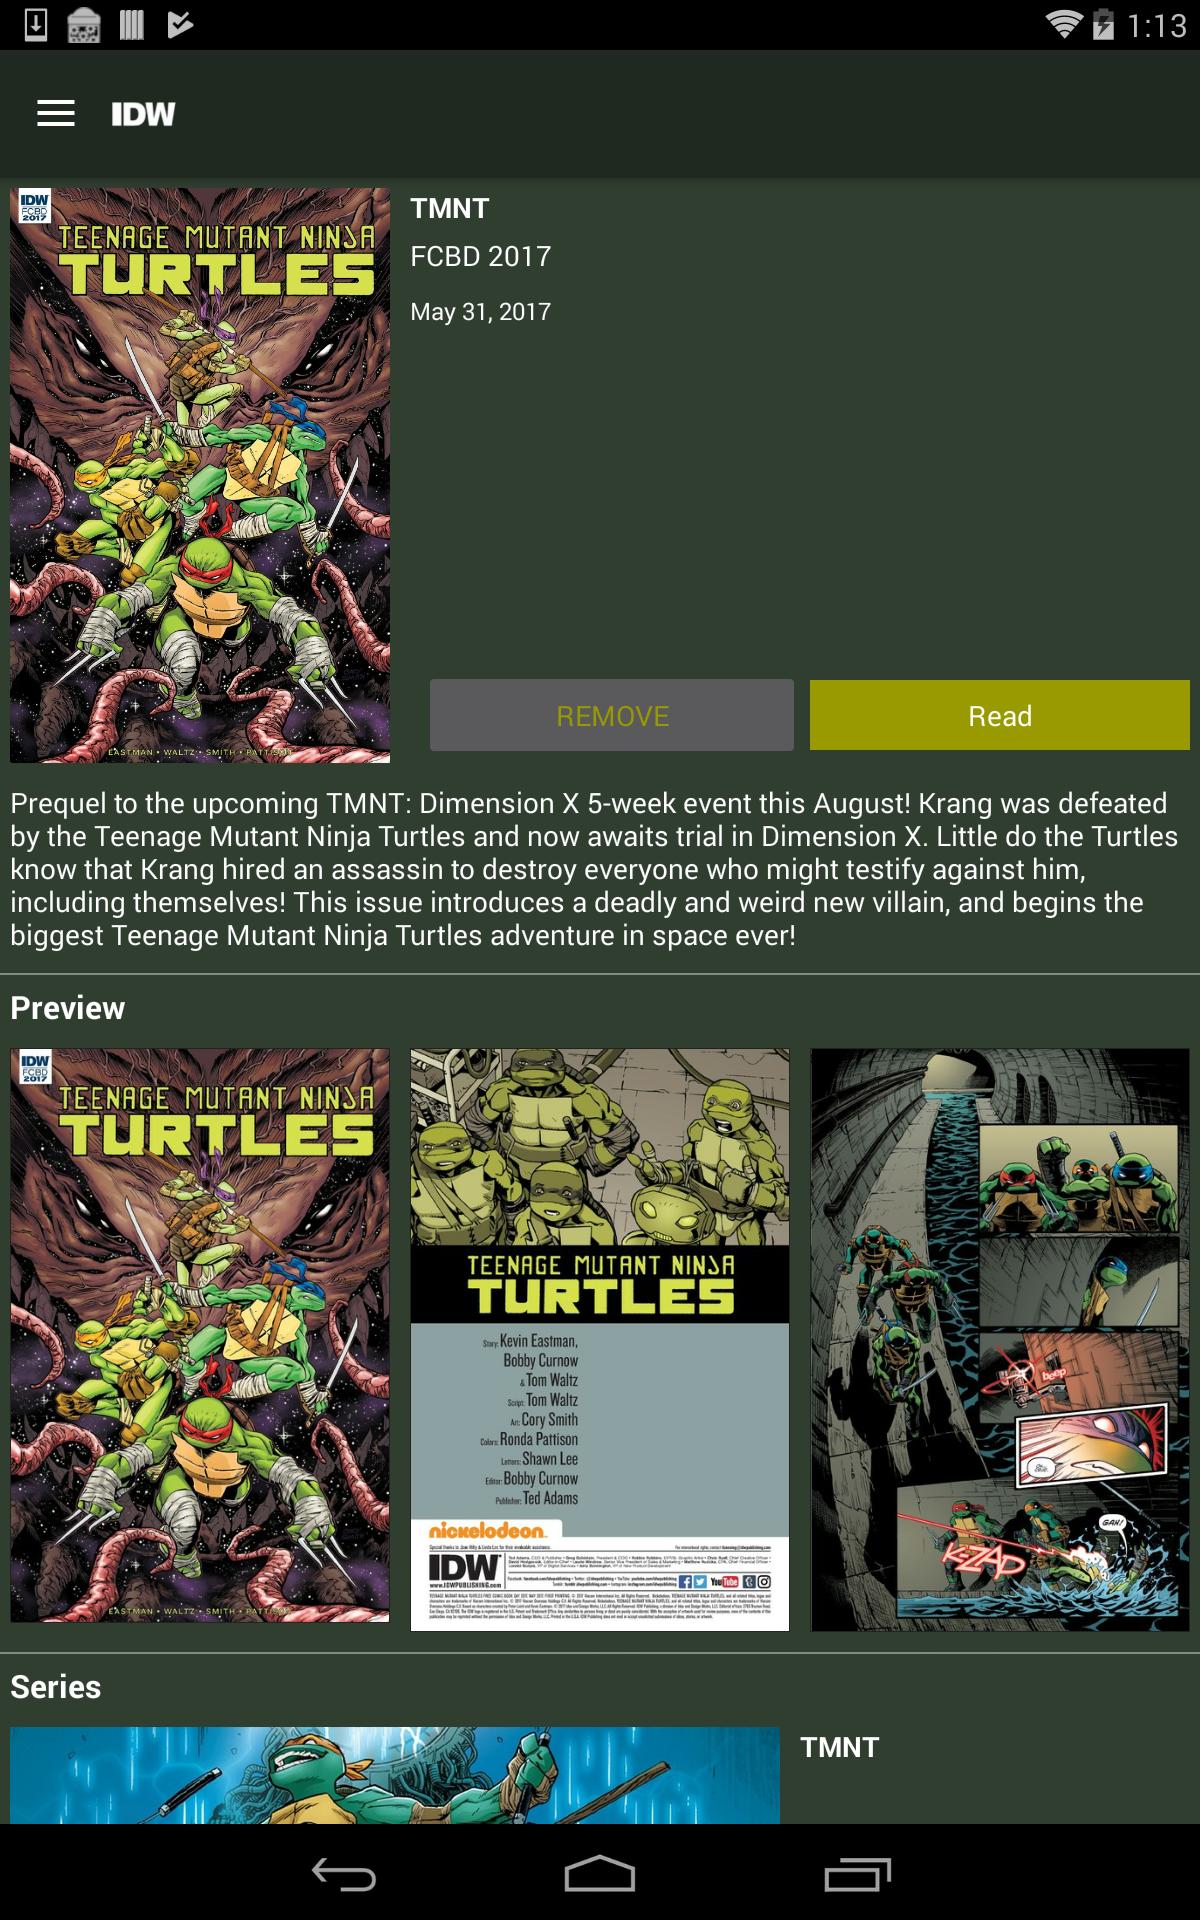 1:13
IDW
IDW
FCBD
2017
TEENAGE MUTANT NINJA
TURTLES
EASTMAN • WALTZ • SMITH • PATTISON
TMNT
FCBD 2017
May 31, 2017
REMOVE
Read
Prequel to the upcoming TMNT: Dimension X 5-week event this August! Krang was defeated
by the Teenage Mutant Ninja Turtles and now awaits trial in Dimension X. Little do the Turtles
know that Krang hired an assassin to destroy everyone who might testify against him,
including themselves! This issue introduces a deadly and weird new villain, and begins the
biggest Teenage Mutant Ninja Turtles adventure in space ever!
Preview
IDW
FCBD
2017
TEENAGE MUTANT NINJA
TURTLES
EASTMAN • WALTZ • SMITH • PATTISON
TEENAGE MUTANT NINJA
TURTLES
Story: Kevin Eastman,
Bobby Curnow
& Tom Waltz
Script: Tom Waltz
Art: Cory Smith
Colors: Ronda Pattison
Letters: Shawn Lee
Editor: Bobby Curnow
Publisher: Ted Adams
nickelodeon
IDW
www.IDWPUBLISHING.com
YouTube
beep
KZAP
GAH!
Series
TMNT